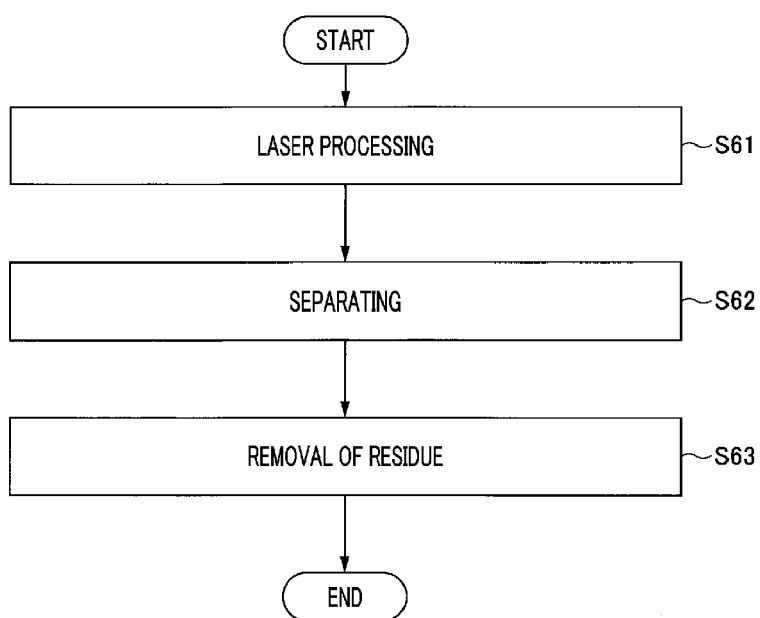 START
LASER PROCESSING
S61
SEPARATING
S62
REMOVAL OF RESIDUE
S63
END